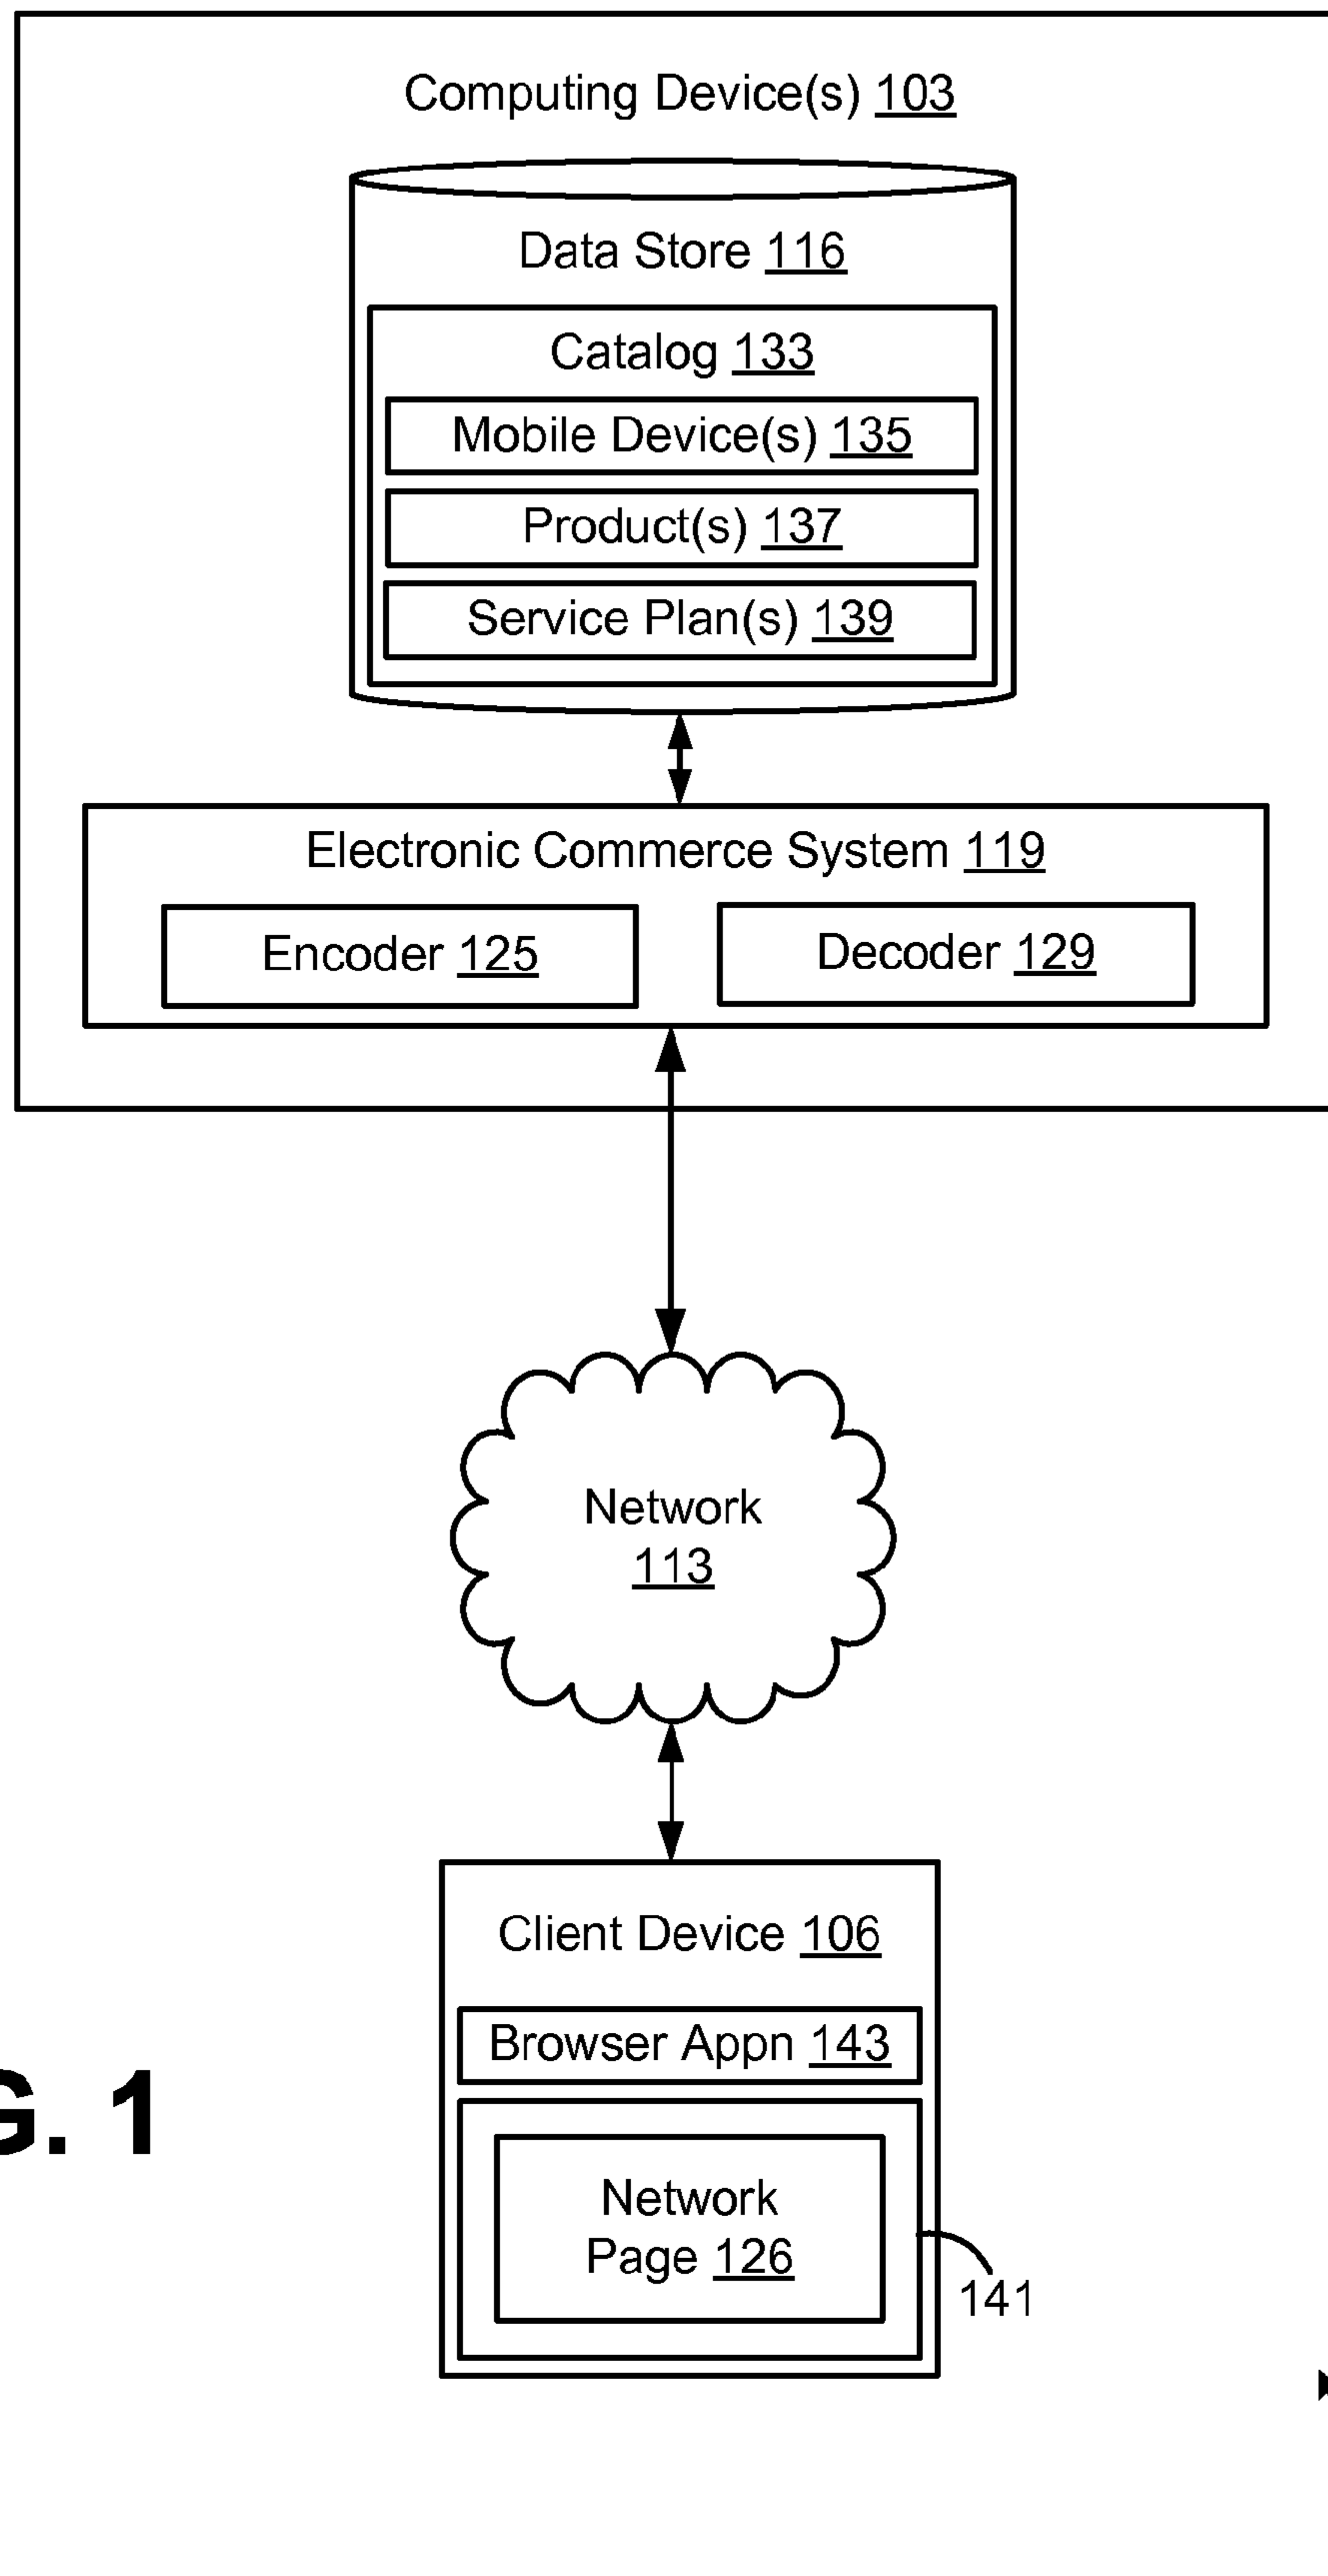 Computing Device(s) 103
Data Store 116
Catalog 133
Mobile Device(s) 135
Product(s) 137
Service Plan(s) 139
Electronic Commerce System 119
Encoder 125
Decoder 129
Network
113
Client Device 106
Browser Appn 143
Network
Page 126
141
G. 1